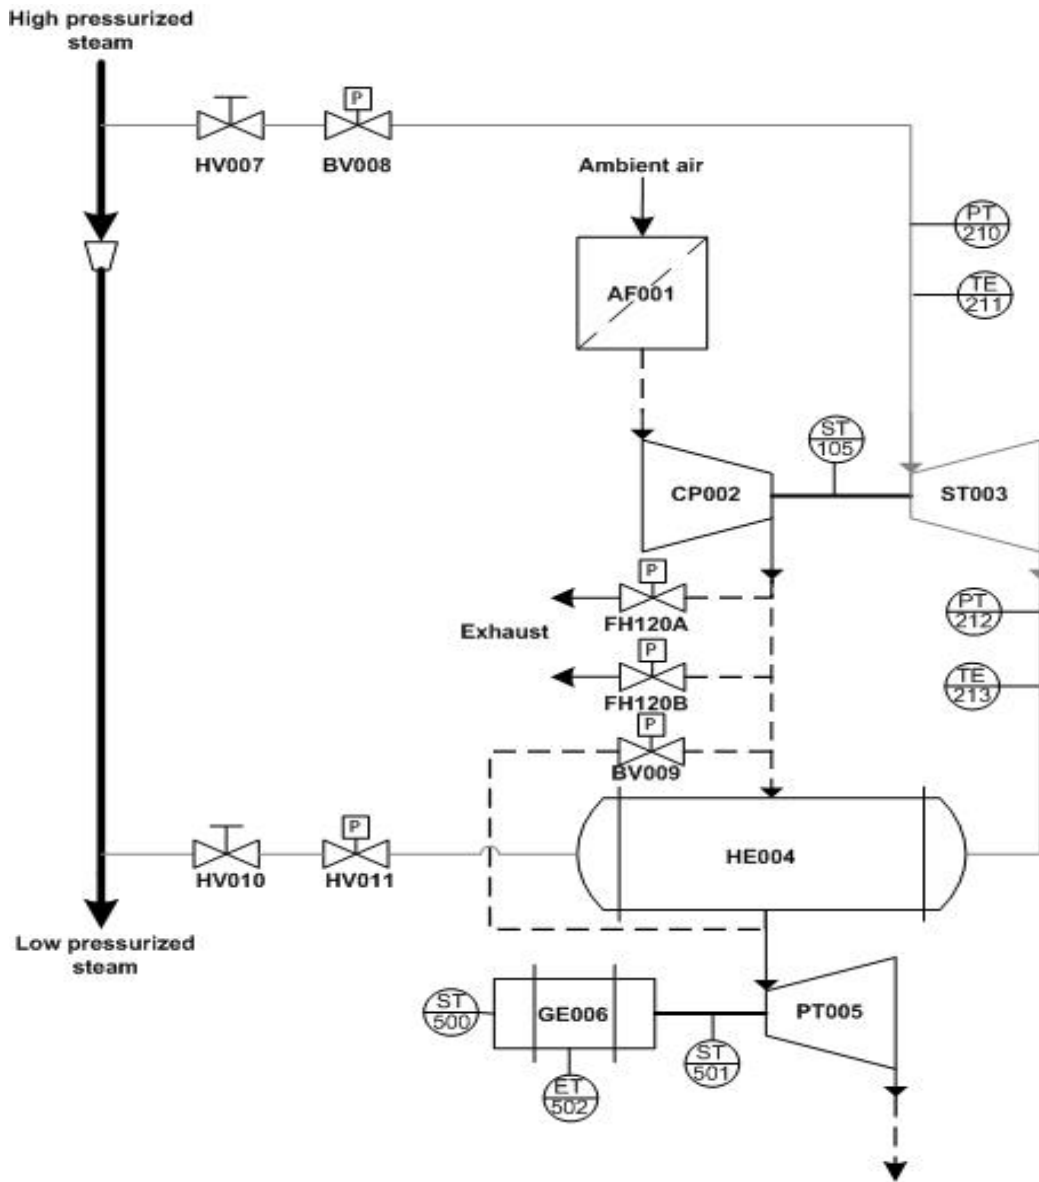 High pressurized
steam
P
HV007
BV008
Ambient air
PT
210
AF001
TE
211
ST
105
CP002
ST003
P
FH120A
PT
212
Exhaust
P
FH120B
TE
213
P
BV009
HE004
P
HV010
HV011
Low pressurized
steam
ST
500
GE006
PT005
ST
501
ET
502